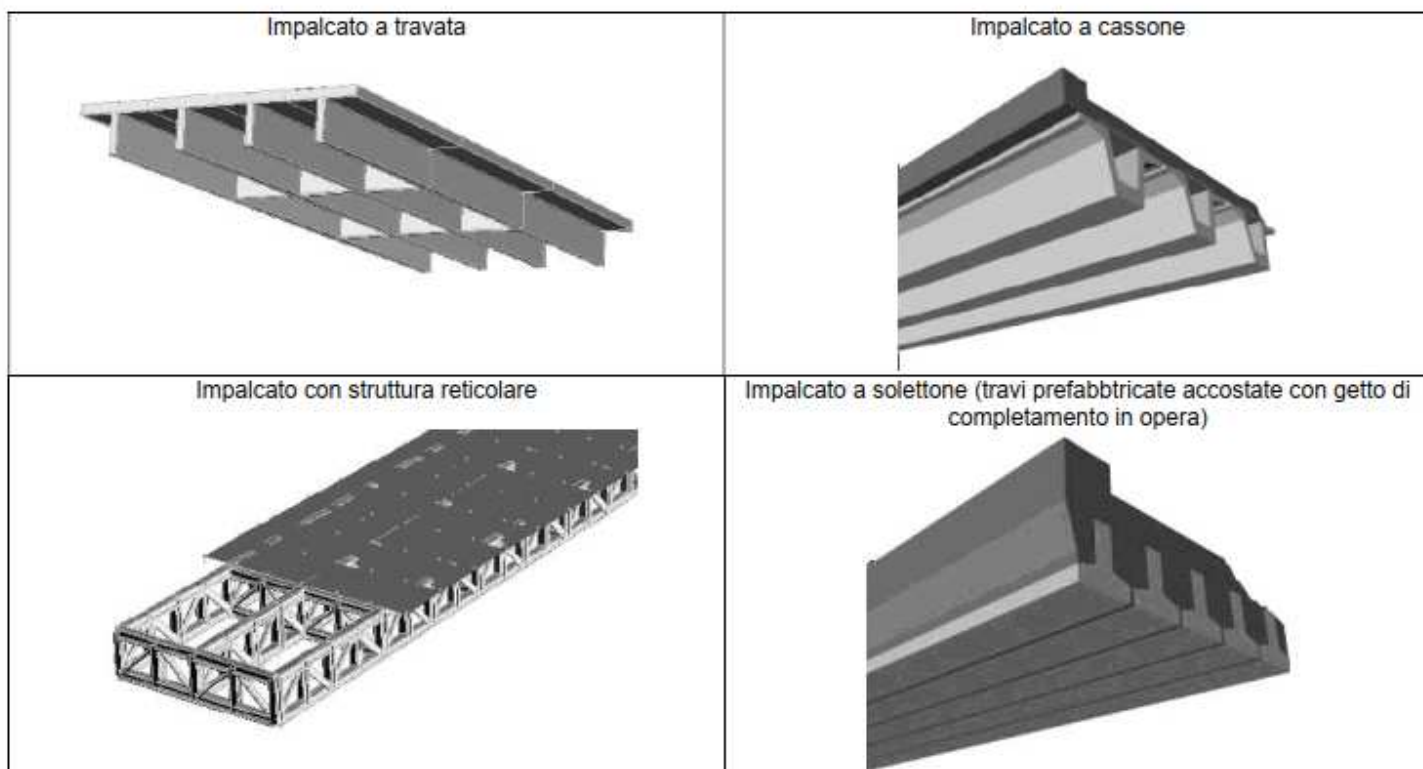 Impalcato a travata
Impalcato a cassone
Impalcato con struttura reticolare
Impalcato a solettone (travi prefabbtricate accostate con getto di
completamento in opera)